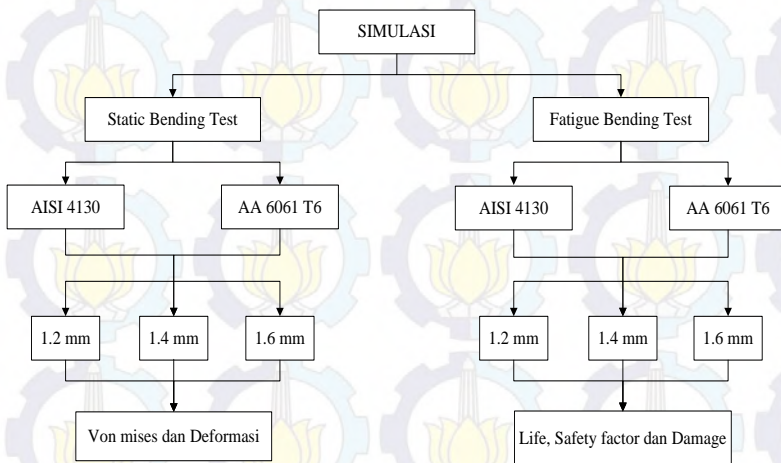 SIMULASI
Static Bending Test
Fatigue Bending Test
AISI 4130
AA 6061 T6
AISI 4130
AA 6061 T6
1.2 mm
1.4 mm
1.6 mm
1.2 mm
1.4 mm
1.6 mm
Von mises dan Deformasi
Life, Safety factor dan Damage